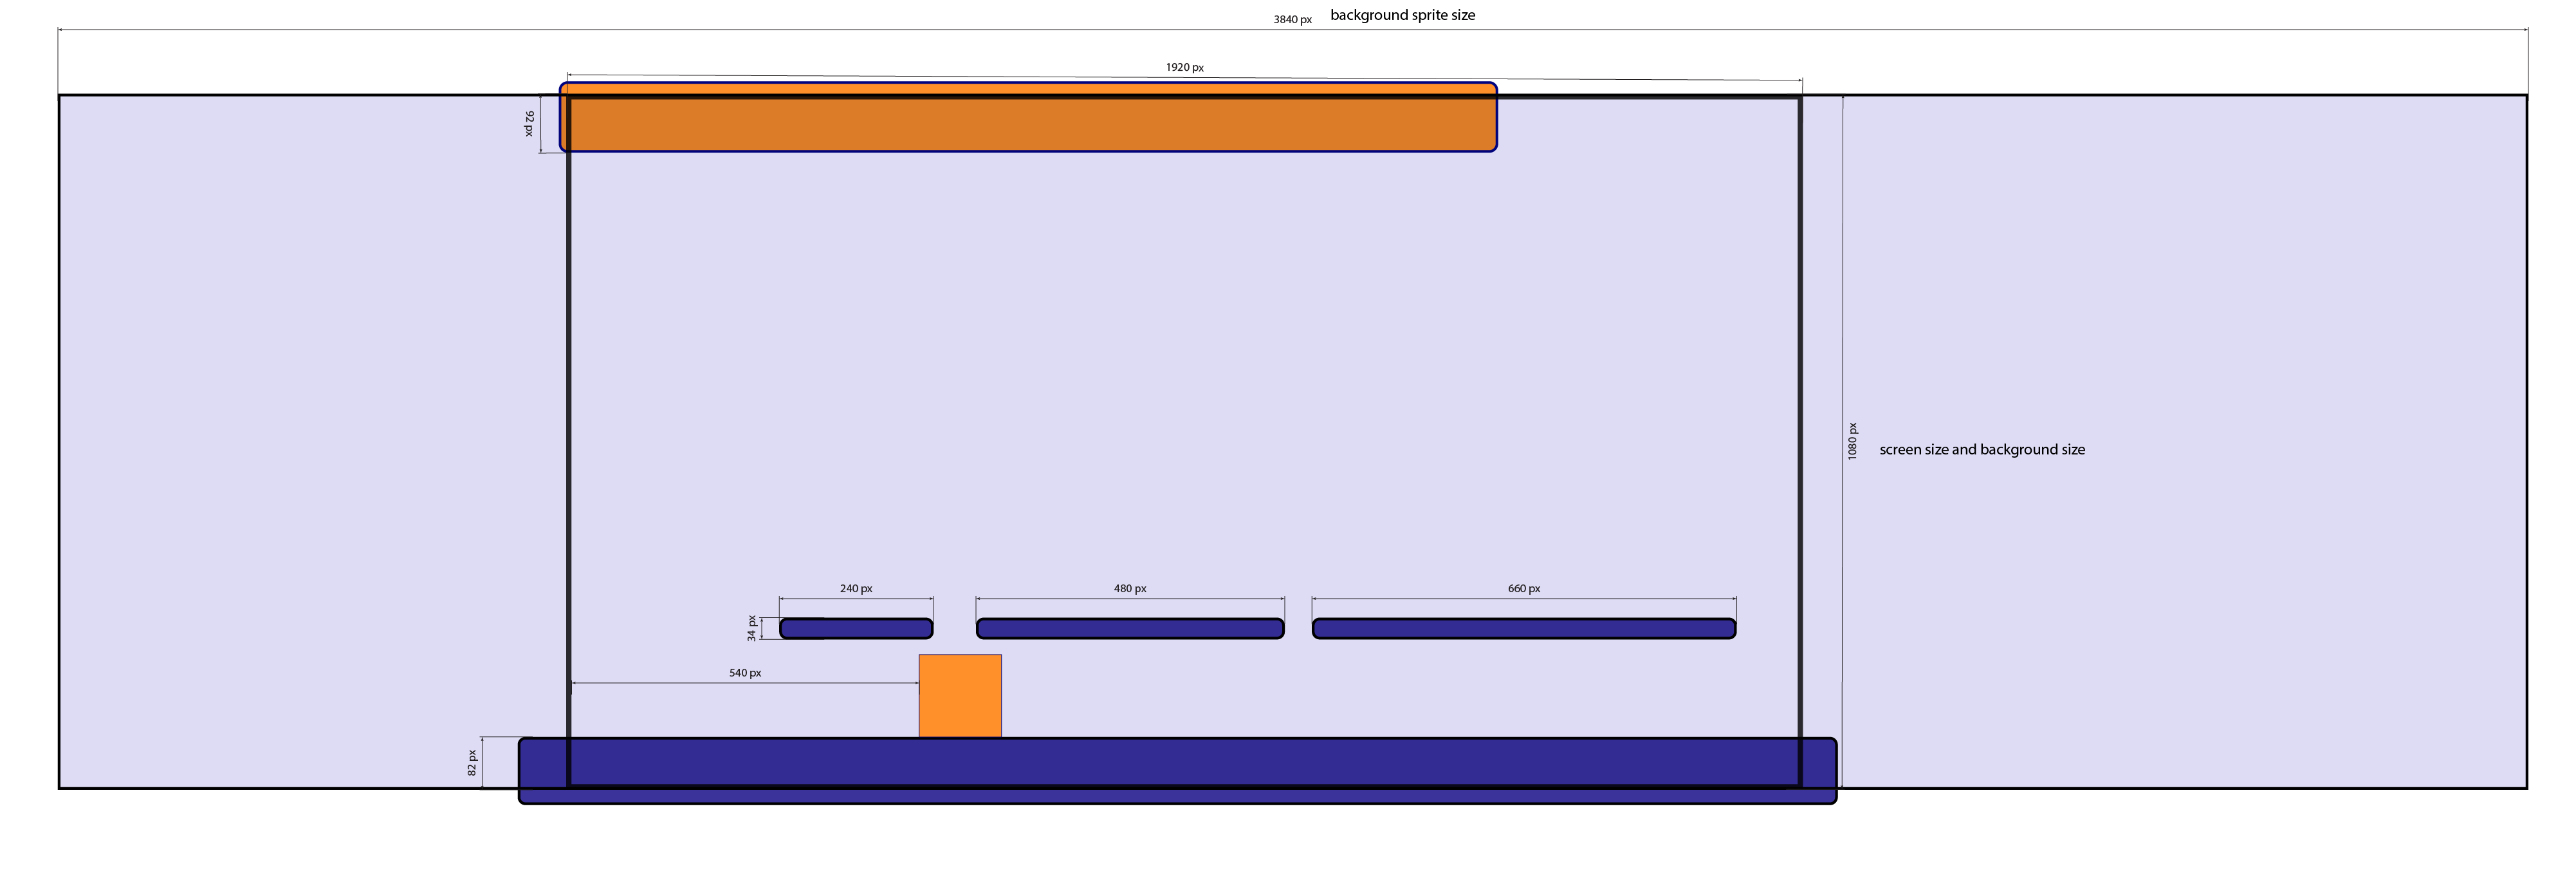 3840 px background sprite size
1920 px
92 px
1080 px
screen size and background size
240 px
480 px
660 px
34 px
540 px
82 px